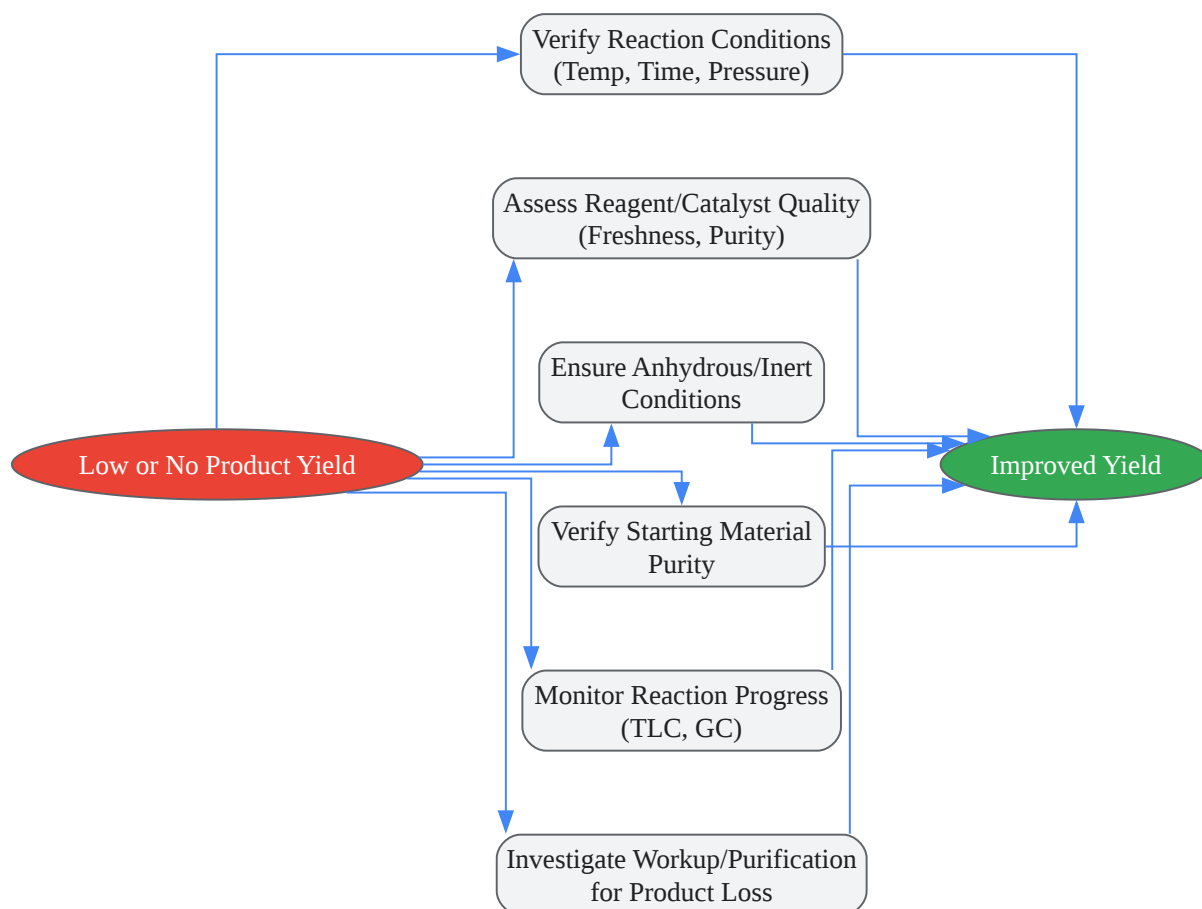 Verify Reaction Conditions
(Temp, Time, Pressure)
Assess Reagent/Catalyst Quality
(Freshness, Purity)
Ensure Anhydrous/Inert
Conditions
Low or No Product Yield
Improved Yield
Verify Starting Material
Purity
Monitor Reaction Progress
(TLC, GC)
Investigate Workup/Purification
for Product Loss